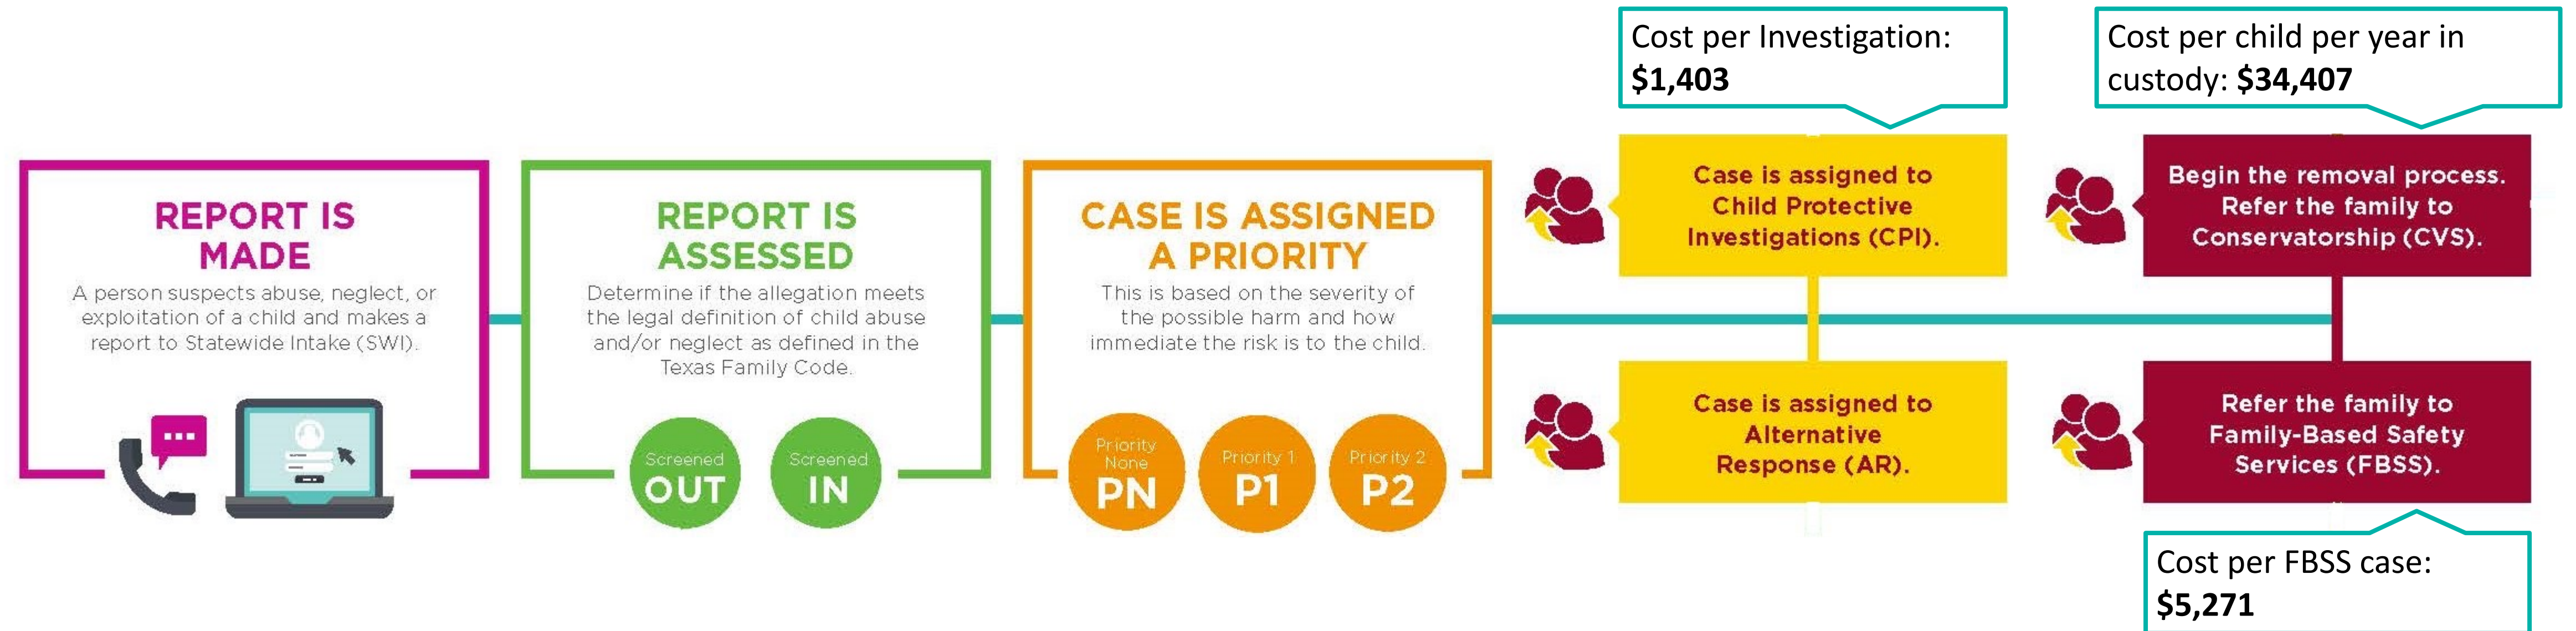 REPORT IS
MADE
A person suspects abuse, neglect, or
exploitation of a child and makes a
report to Statewide Intake (SWI).
REPORT IS
ASSESSED
Determine if the allegation meets
the legal definition of child abuse
and/or neglect as defined in the
Texas Family Code.
Screened
OUT
Screened
IN
CASE IS ASSIGNED
A PRIORITY
This is based on the severity of
the possible harm and how
immediate the risk is to the child.
Priority
None
PN
Priority 1
P1
Priority 2
P2
Cost per Investigation:
$1,403
Case is assigned to
Child Protective
Investigations (CPI).
Case is assigned to
Alternative
Response (AR).
Cost per child per year in
custody: $34,407
Begin the removal process.
Refer the family to
Conservatorship (CVS).
Refer the family to
Family-Based Safety
Services (FBSS).
Cost per FBSS case:
$5,271